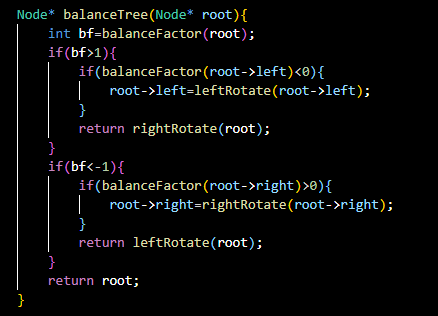 Node* balanceTree(Node* root){
    int bf=balanceFactor(root);
    if(bf>1){
        if(balanceFactor(root->left)<0){
            root->left=leftRotate(root->left);
        }
        return rightRotate(root);
    }
    if(bf<-1){
        if(balanceFactor(root->right)>0){
            root->right=rightRotate(root->right);
        }
        return leftRotate(root);
    }
    return root;
}